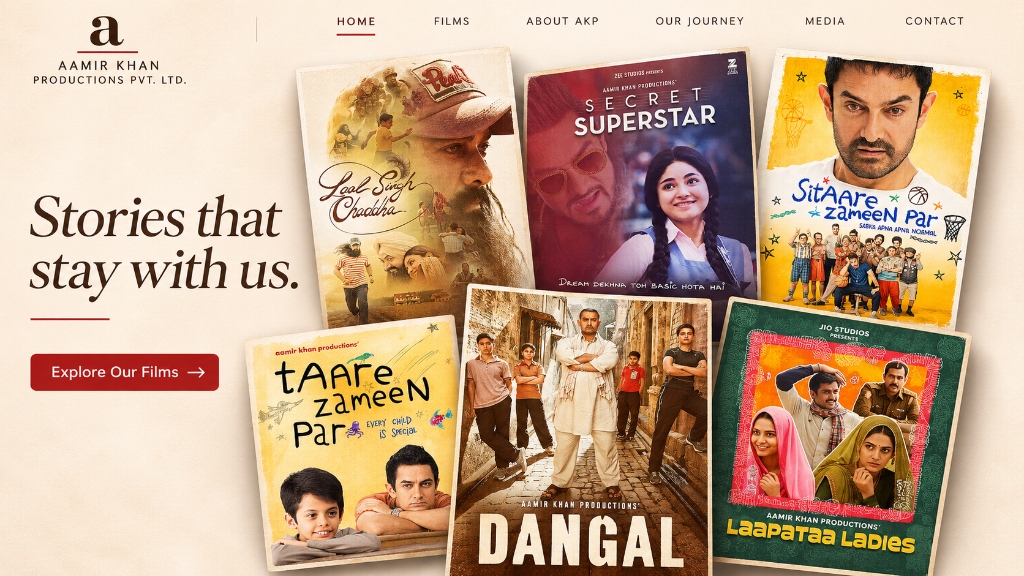 a
AAMIR KHAN
PRODUCTIONS PVT. LTD.
HOME
FILMS
ABOUT AKP
OUR JOURNEY
MEDIA
CONTACT
Stories that
stay with us.
Explore Our Films →
Laal Singh
Chaddha
ZEE STUDIOS PRESENTS
AAMIR KHAN PRODUCTIONS'
SECRET
SUPERSTAR
DREAM DEKHNA TOH BASIC HOTA HAI
SitAAre
zameeN Par
SABKA APNA APNA NORMAL
aamir khan productions'
tAAre
zameeN
Par
EVERY CHILD
IS SPECIAL
AAMIR KHAN PRODUCTIONS'
DANGAL
JIO STUDIOS
PRESENTS
AAMIR KHAN PRODUCTIONS'
LAAPATAA LADIES